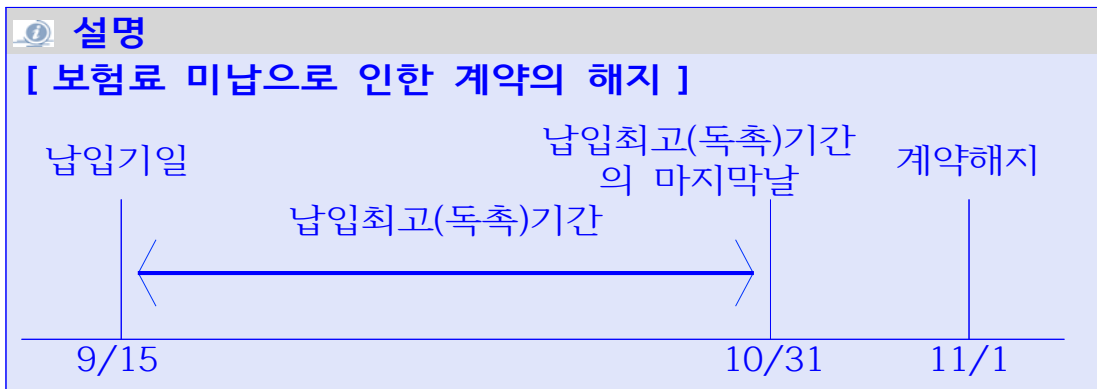 설명
[ 보험료 미납으로 인한 계약의 해지 ]
납입기일
납입최고(독촉)기간
의 마지막날
계약해지
납입최고(독촉)기간
9/15
10/31
11/1